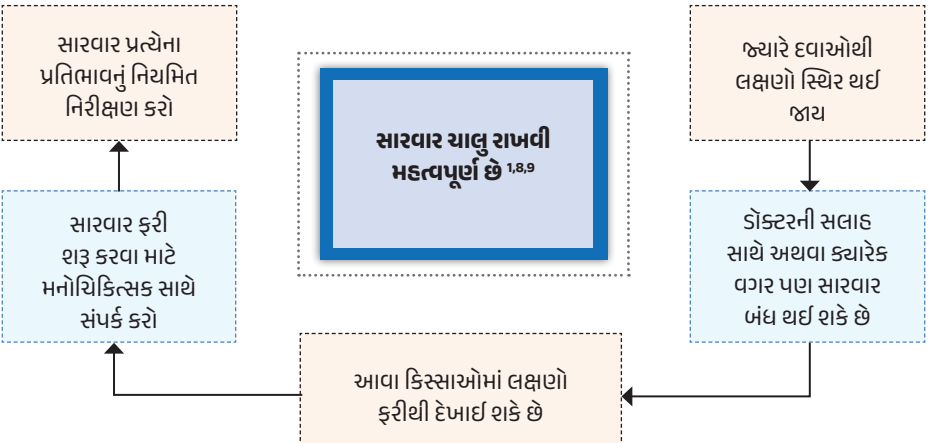 સારવાર પ્રત્યેના
પ્રતિભાવનું નિયમિત
નિરીક્ષણ કરો
સારવાર ચાલુ રાખવી
મહત્વપૂર્ણ છે 1,8,9
જ્યારે દવાઓથી
લક્ષણો સ્થિર થઈ
જાય
સારવાર ફરી
શરૂ કરવા માટે
મનોચિકિત્સક સાથે
સંપર્ક કરો
ડૉક્ટરની સલાહ
સાથે અથવા ક્યારેક
વગર પણ સારવાર
બંધ થઈ શકે છે
આવા કિસ્સાઓમાં લક્ષણો
ફરીથી દેખાઈ શકે છે